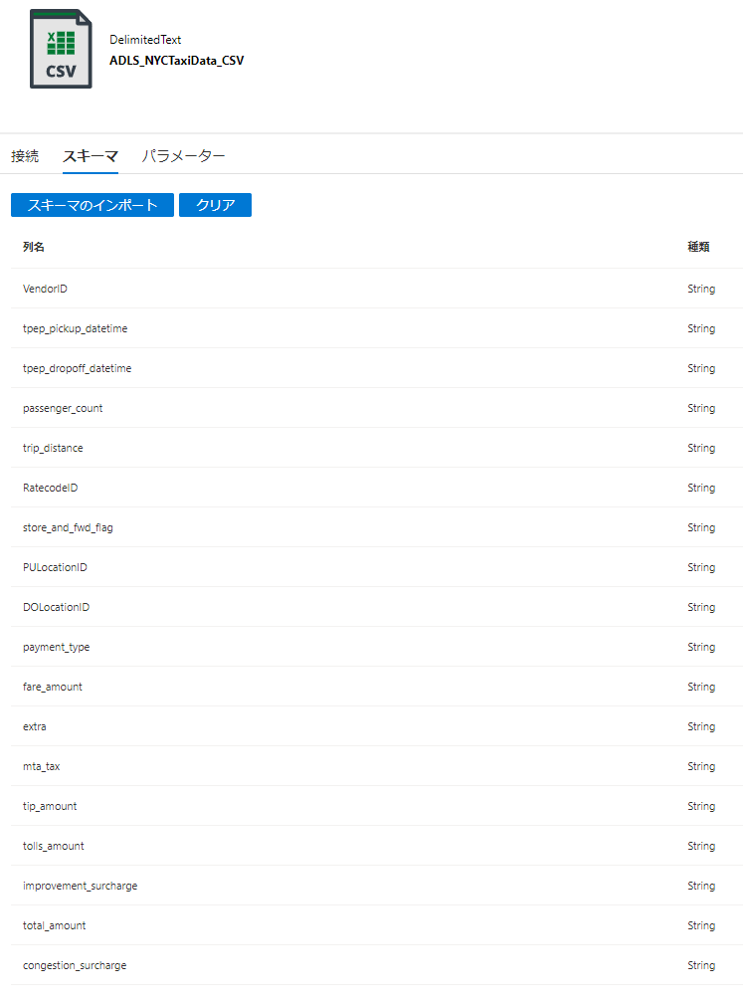 X
CSV
DelimitedText
ADLS_NYCTaxiData_CSV
接続 スキーマ パラメーター
スキーマのインポート クリア
列名 種類
VendorID String
tpep_pickup_datetime String
tpep_dropoff_datetime String
passenger_count String
trip_distance String
RatecodeID String
store_and_fwd_flag String
PULocationID String
DOLocationID String
payment_type String
fare_amount String
extra String
mta_tax String
tip_amount String
tolls_amount String
improvement_surcharge String
total_amount String
congestion_surcharge String